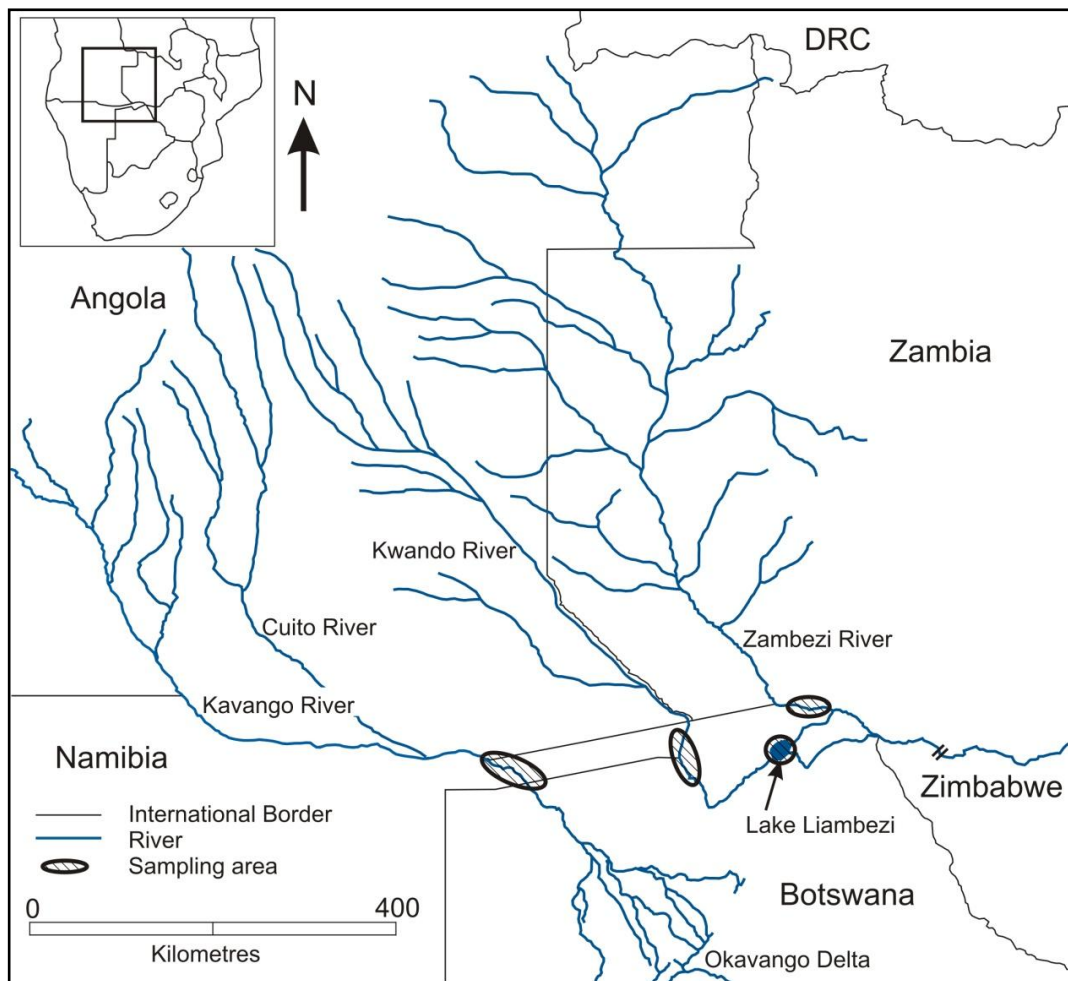 DRC
N
Angola
Zambia
Kwando River
Cuito River
Zambezi River
Kavango River
Namibia
Zimbabwe
International Border
River
Sampling area
Lake Liambezi
Botswana
0 400
Kilometres
Okavango Delta